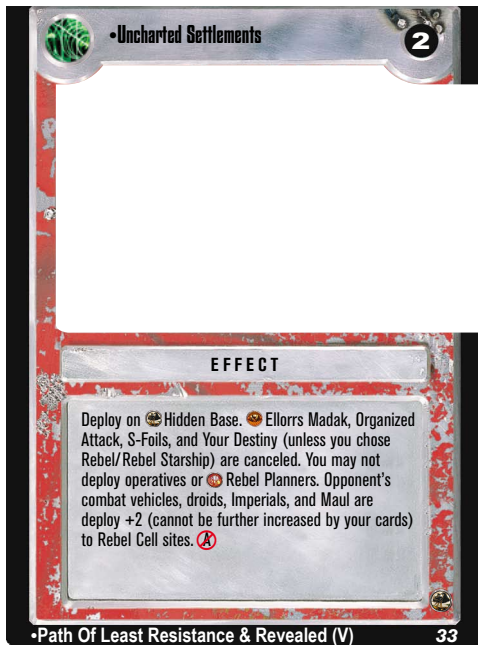 •Uncharted Settlements
2
EFFECT
Deploy on Hidden Base. Ellorrs Madak, Organized
Attack, S-Foils, and Your Destiny (unless you chose
Rebel/Rebel Starship) are canceled. You may not
deploy operatives or Rebel Planners. Opponent's
combat vehicles, droids, Imperials, and Maul are
deploy +2 (cannot be further increased by your cards)
to Rebel Cell sites. A
•Path Of Least Resistance & Revealed (V) 33